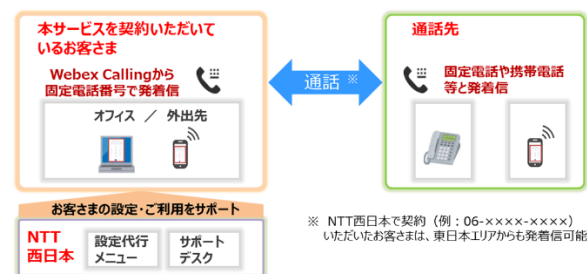 本サービスを契約いただいて
いるお客さま
Webex Callingから
固定電話番号で発着信
オフィス ／ 外出先
通話 ※
通話先
固定電話や携帯電話
等と発着信
お客さまの設定・ご利用をサポート
NTT
西日本
設定代行
メニュー
サポート
デスク
※ NTT西日本で契約（例：06-××××-××××）
いただいたお客さまは、東日本エリアからも発着信可能